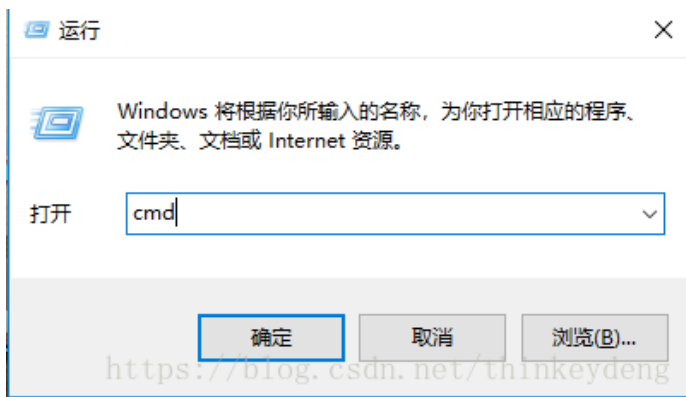 运行
Windows 将根据你所输入的名称，为你打开相应的程序、
文件夹、文档或 Internet 资源。
打开
cmd
确定
取消
浏览(B)...
https://blog.csdn.net/thinkeydeng